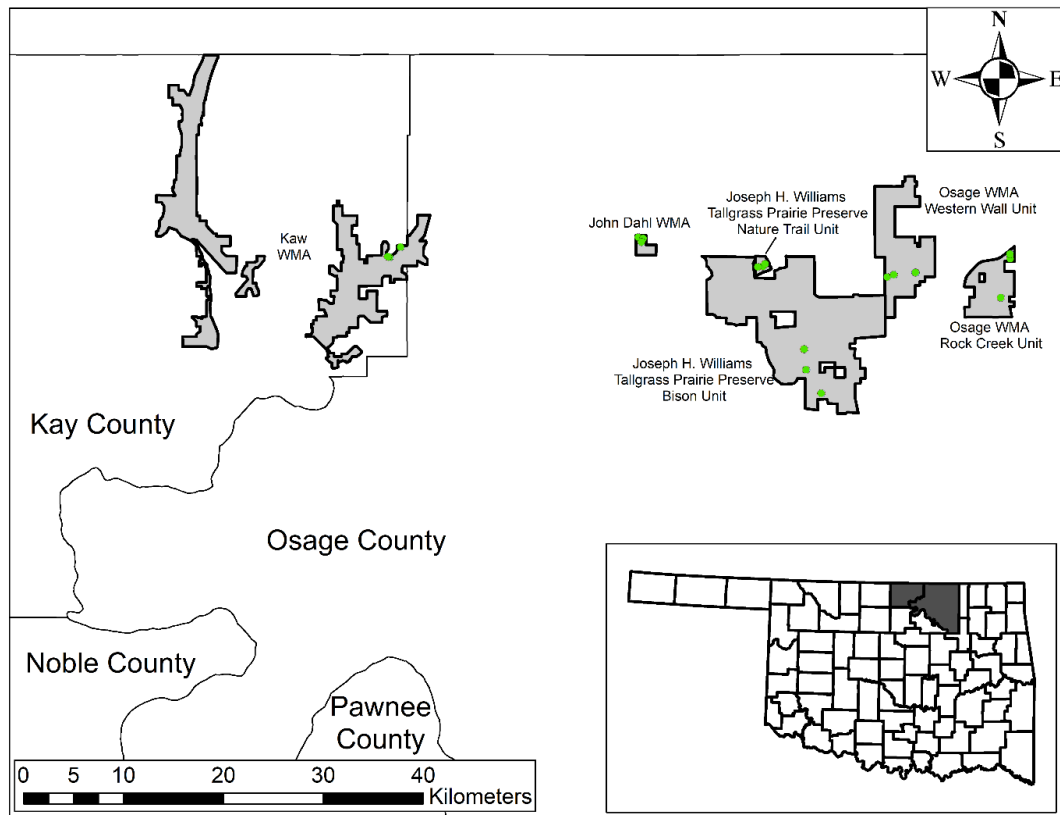 N
W E
S
Joseph H. Williams
Tallgrass Prairie Preserve
Nature Trail Unit
Osage WMA
Western Wall Unit
John Dahl WMA
Kaw
WMA
Osage WMA
Rock Creek Unit
Joseph H. Williams
Tallgrass Prairie Preserve
Bison Unit
Kay County
Osage County
Noble County
Pawnee
County
0 5 10 20 30 40
Kilometers